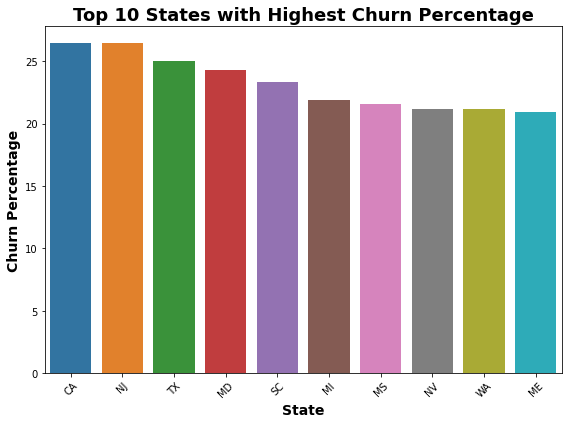 Top 10 States with Highest Churn Percentage
Churn Percentage
25
20
15
10
5
0
CA NJ TX MD SC MI MS NV WA ME
State